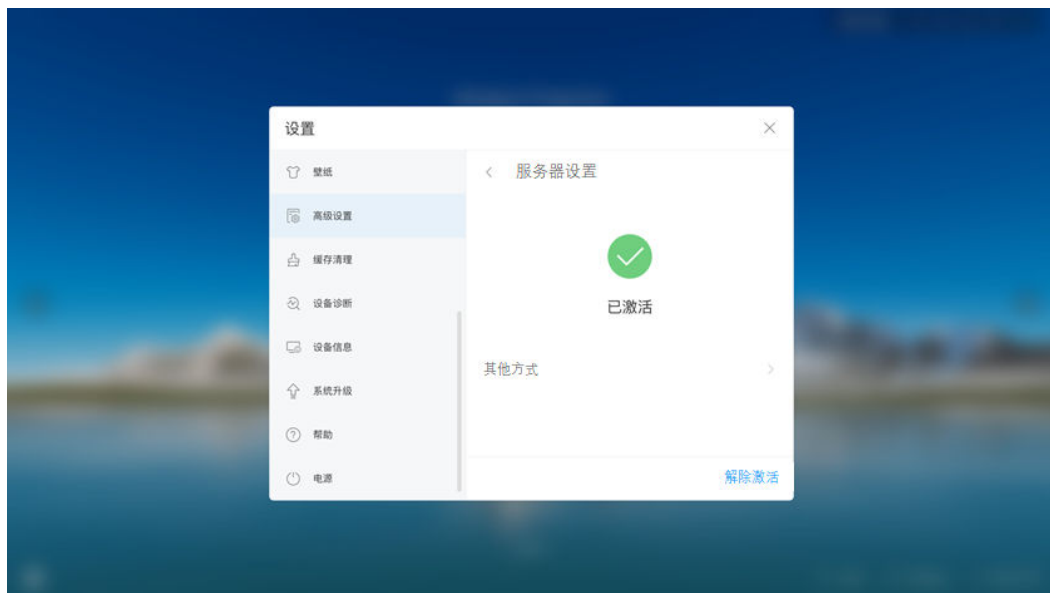 设置
壁纸
高级设置
缓存清理
设备诊断
设备信息
系统升级
帮助
电源
服务器设置
已激活
其他方式
解除激活